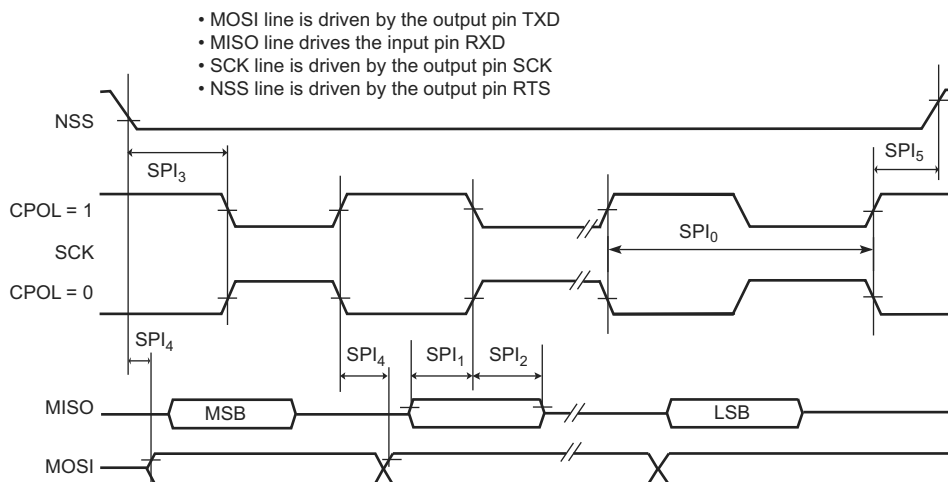 • MOSI line is driven by the output pin TXD
• MISO line drives the input pin RXD
• SCK line is driven by the output pin SCK
• NSS line is driven by the output pin RTS
NSS
SPI3
SPI5
CPOL = 1
SCK
SPI0
CPOL = 0
SPI4
SPI4
SPI1
SPI2
MISO
MSB
LSB
MOSI